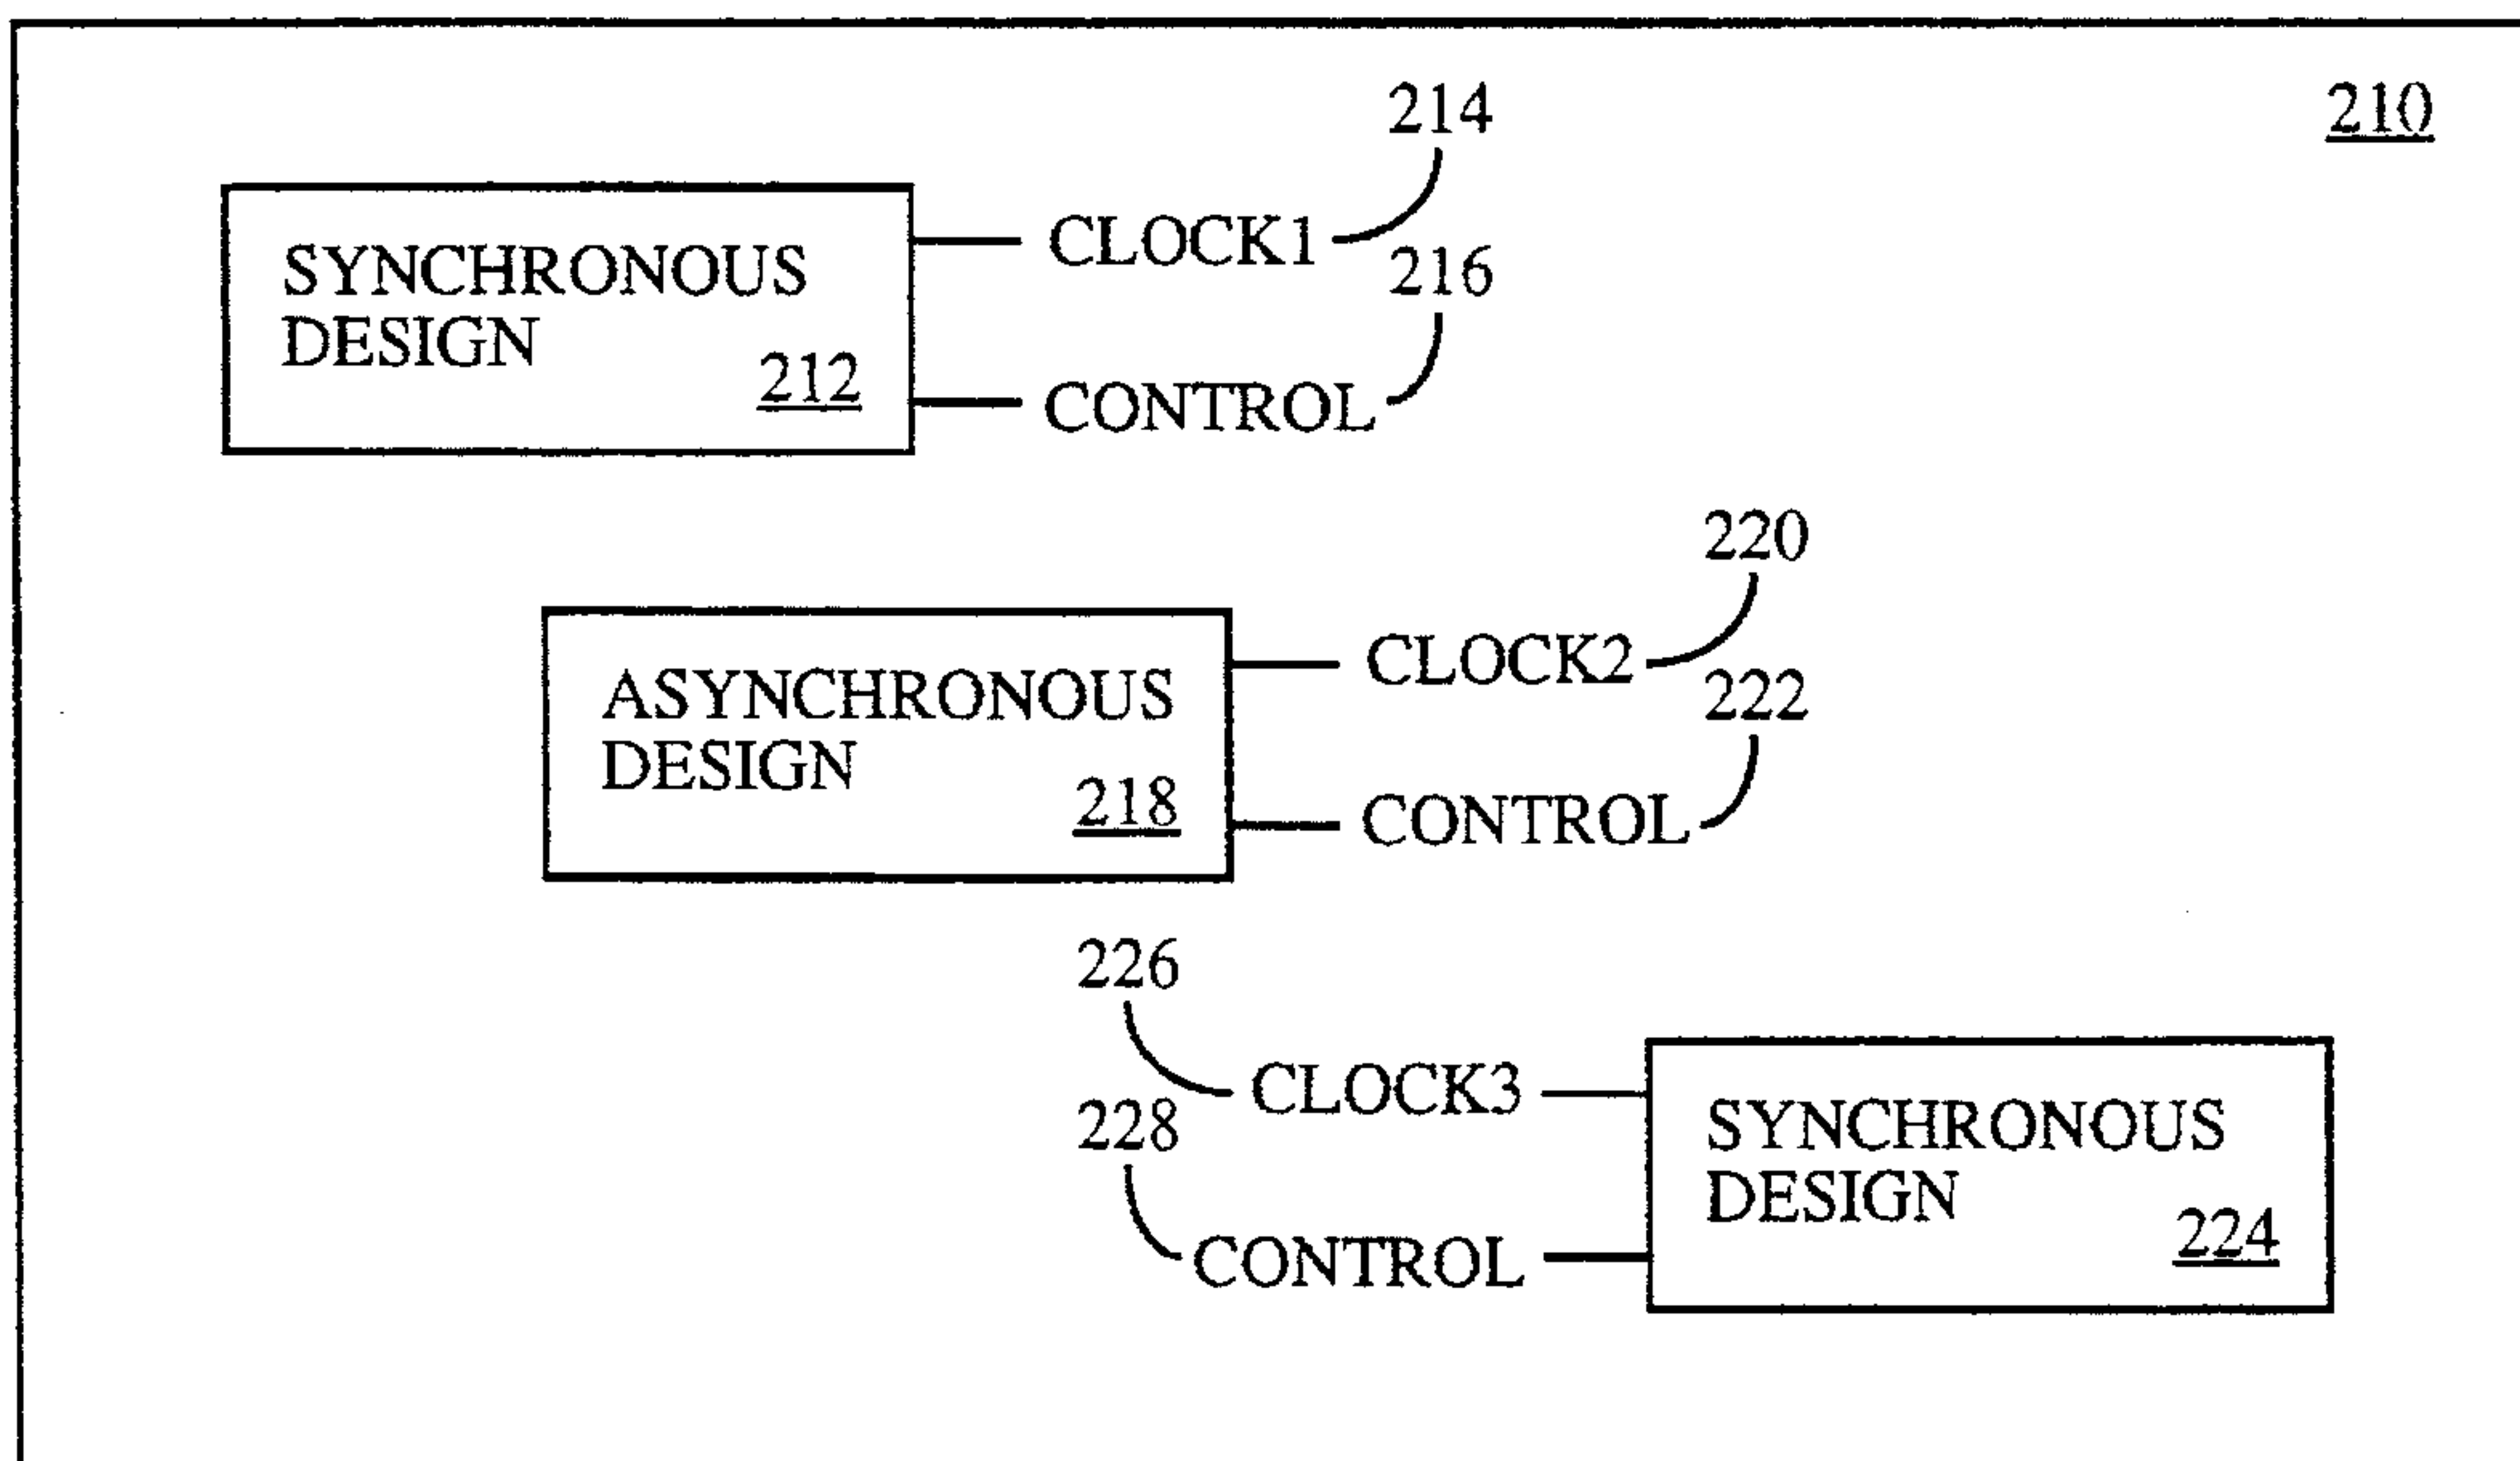 214
210
CLOCK1
SYNCHRONOUS
216
DESIGN
212
CONTROL
220
CLOCK2
ASYNCHRONOUS
222
DESIGN
218
CONTROL
226
CLOCK3
228
SYNCHRONOUS
DESIGN
224
CONTROL